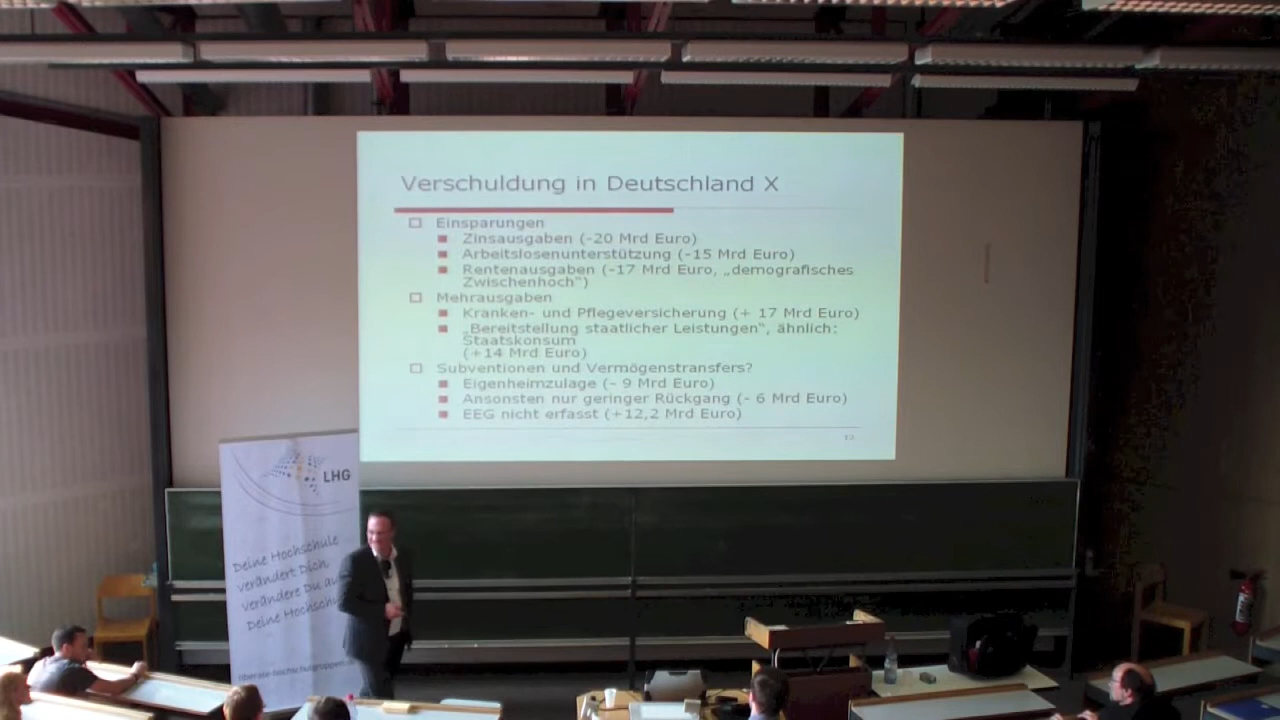 Verschuldung in Deutschland X
Einsparungen
Zinsausgaben (-20 Mrd Euro)
Arbeitslosenunterstützung (-15 Mrd Euro)
Rentenausgaben (-17 Mrd Euro, „demografisches
Zwischenhoch“)
Mehrausgaben
Kranken- und Pflegeversicherung (+ 17 Mrd Euro)
„Bereitstellung staatlicher Leistungen“, ähnlich:
Staatskonsum
(+14 Mrd Euro)
Subventionen und Vermögenstransfers?
Eigenheimzulage (- 9 Mrd Euro)
Ansonsten nur geringer Rückgang (- 6 Mrd Euro)
EEG nicht erfasst (+12,2 Mrd Euro)
LHG
Deine Hochschule
verändert Dich,
verändere Du
Deine